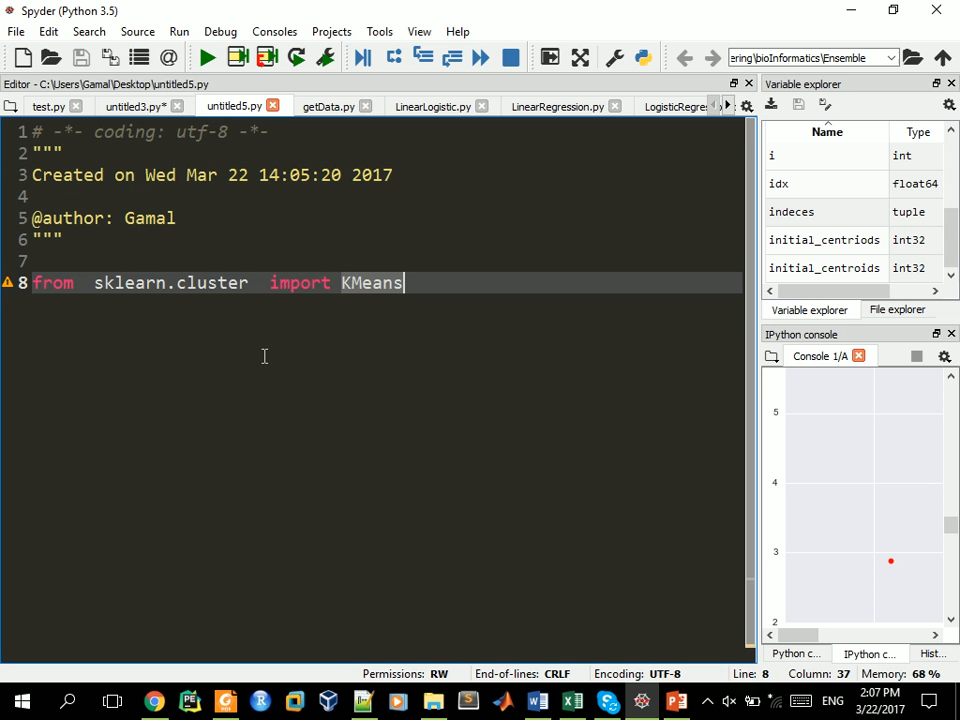 Spyder (Python 3.5)
File Edit Search Source Run Debug Consoles Projects Tools View Help
ering\bioInformatics\Ensemble
Editor - C:\Users\Gamal\Desktop\untitled5.py
Variable explorer
test.py untitled3.py* untitled5.py getData.py LinearLogistic.py LinearRegression.py LogisticRegre
Name Type
1 # -*- coding: utf-8 -*-
2 """
3 Created on Wed Mar 22 14:05:20 2017
4
5 @author: Gamal
6 """
7
8 from sklearn.cluster import KMeans
i int
idx float64
indeces tuple
initial_centriods int32
initial_centroids int32
Variable explorer File explorer
IPython console
Console 1/A
5
4
3
2
Python c... IPython c... Hist...
Permissions: RW End-of-lines: CRLF Encoding: UTF-8 Line: 8 Column: 37 Memory: 68 %
ENG
2:07 PM
3/22/2017